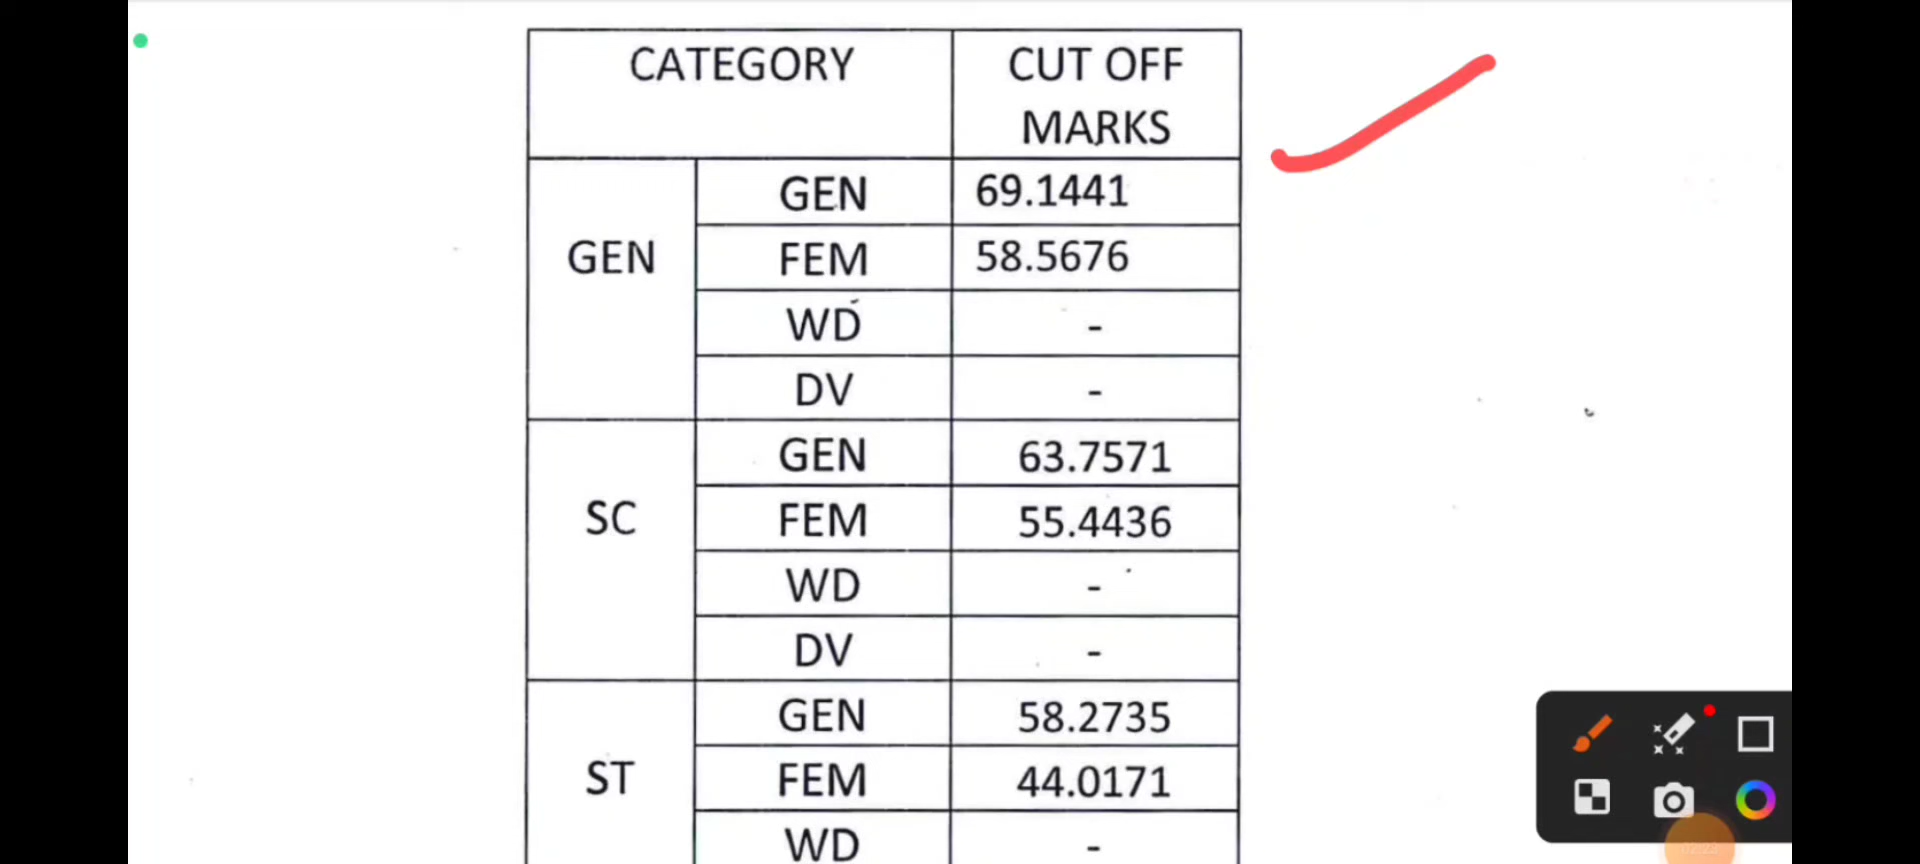 CATEGORY CUT OFF
MARKS
GEN 69.1441
GEN FEM 58.5676
WD -
DV -
GEN 63.7571
SC FEM 55.4436
WD -
DV -
GEN 58.2735
ST FEM 44.0171
WD -